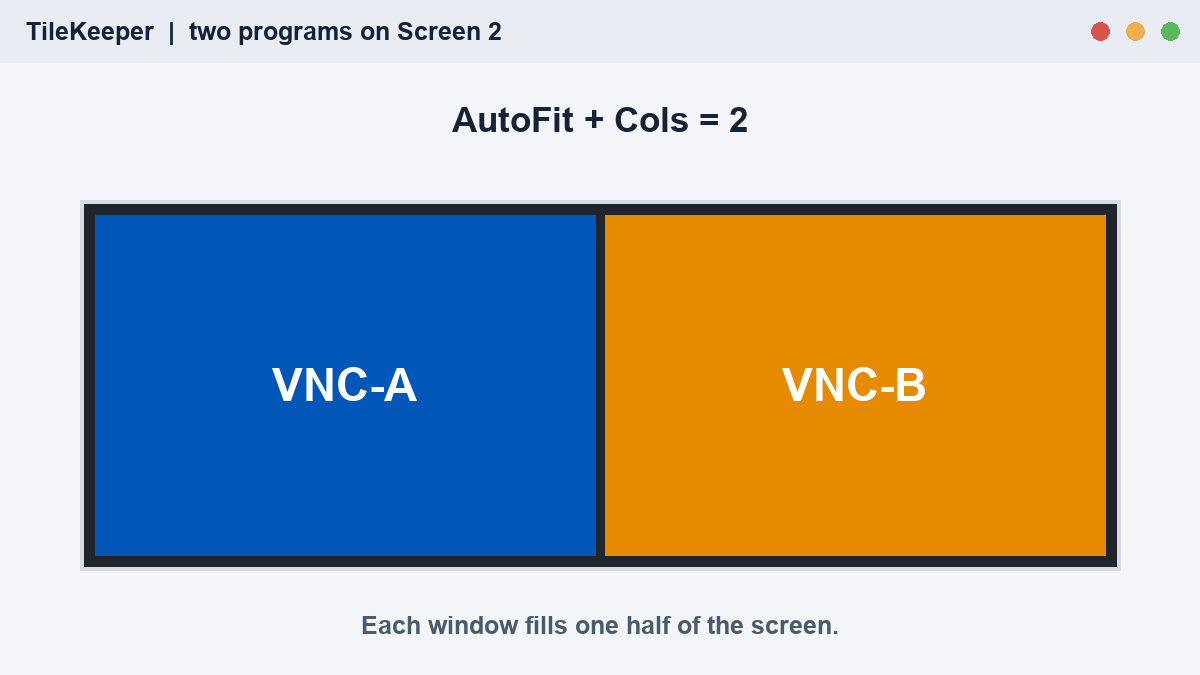 TileKeeper | two programs on Screen 2
AutoFit + Cols = 2
VNC-A
VNC-B
Each window fills one half of the screen.